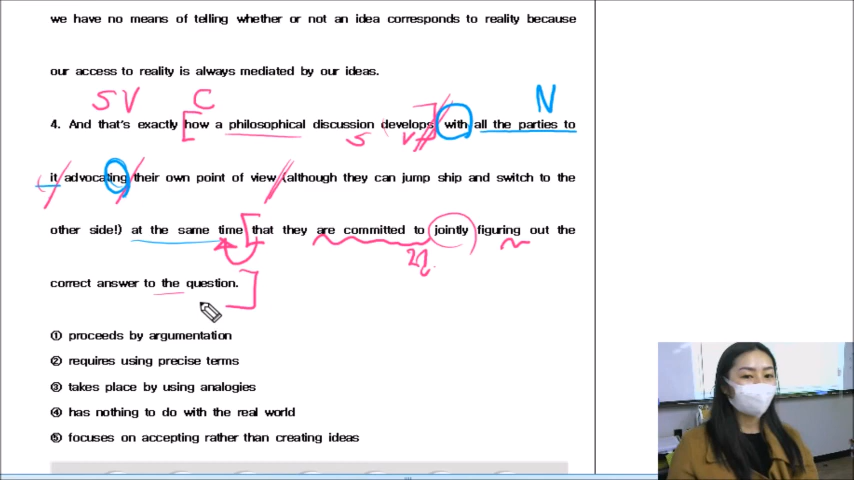 we have no means of telling whether or not an idea corresponds to reality because
our access to reality is always mediated by our ideas.
S V C N
4. And that's exactly how a philosophical discussion develops with all the parties to
S V
it advocating their own point of view (although they can jump ship and switch to the
other side!) at the same time that they are committed to jointly figuring out the
correct answer to the question.
① proceeds by argumentation
② requires using precise terms
③ takes place by using analogies
④ has nothing to do with the real world
⑤ focuses on accepting rather than creating ideas